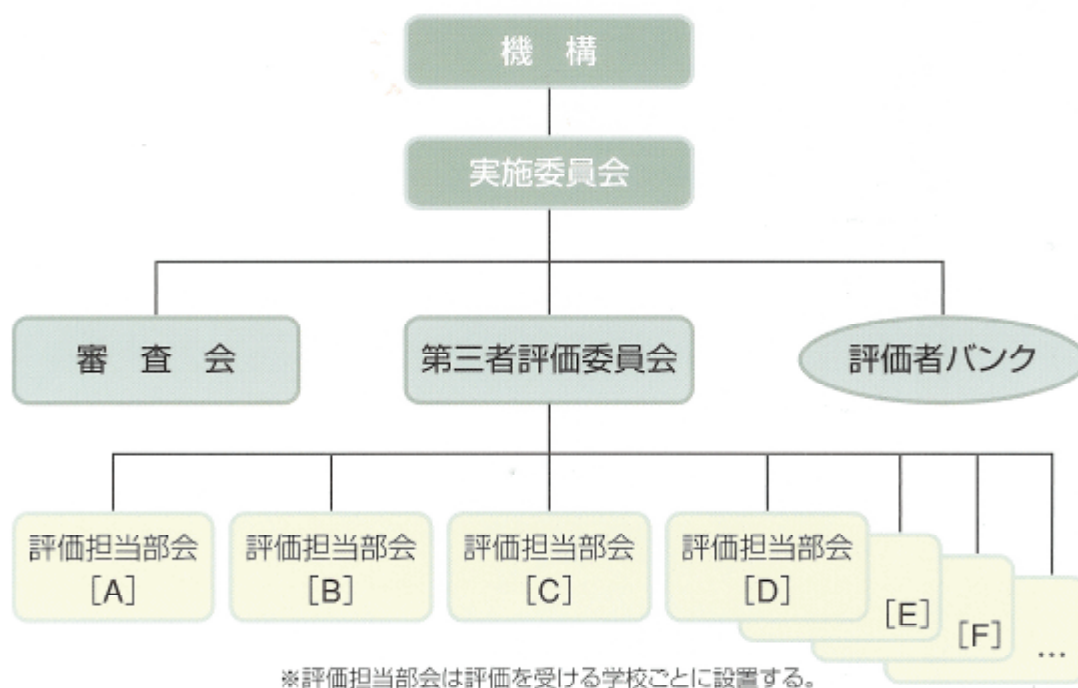 機 構
実施委員会
審 査 会
第三者評価委員会
評価者バンク
評価担当部会
[A]
評価担当部会
[B]
評価担当部会
[C]
評価担当部会
[D]
[E]
[F]
…
※評価担当部会は評価を受ける学校ごとに設置する。